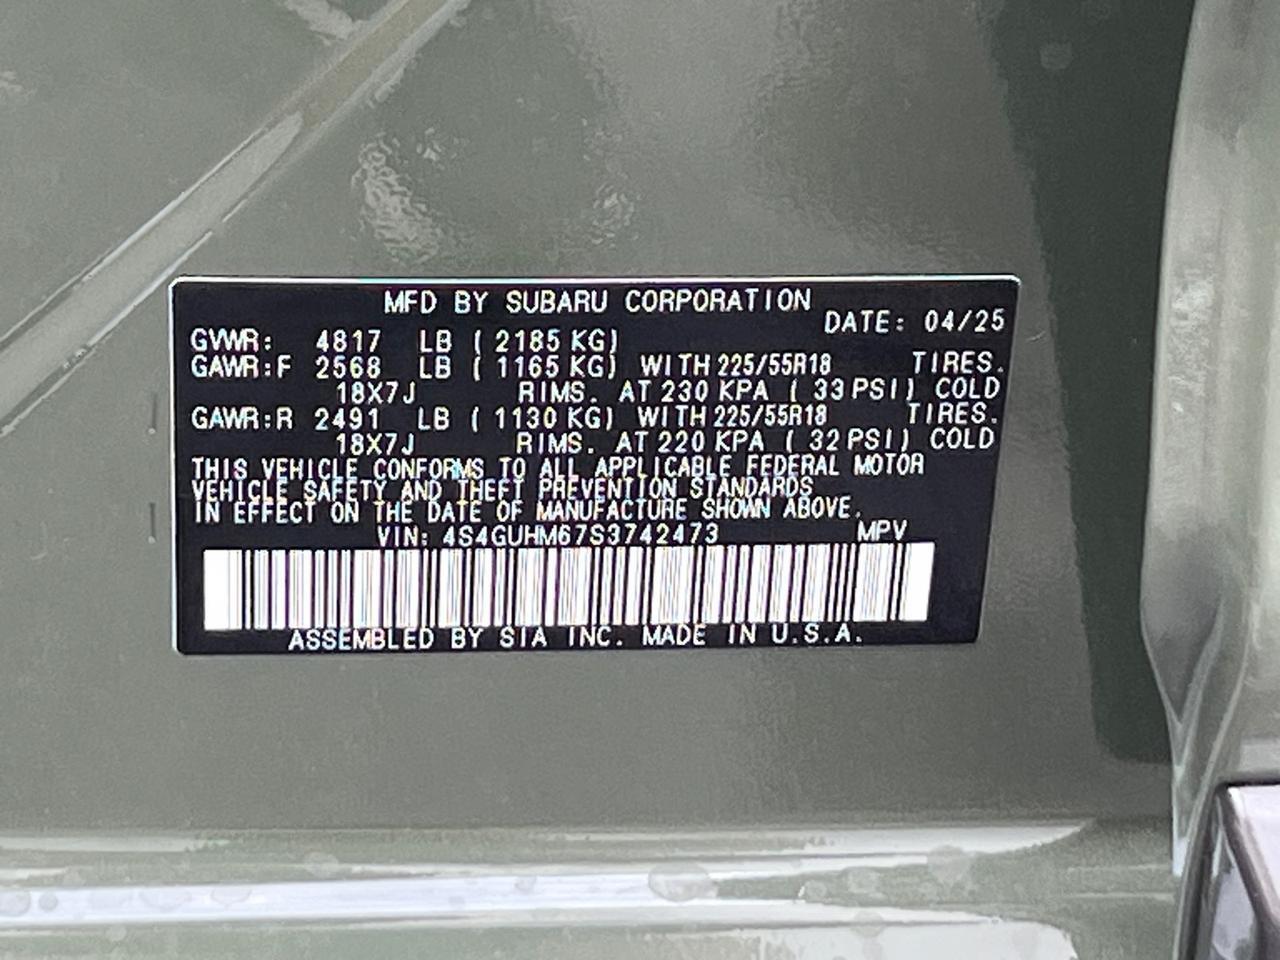 MFD BY SUBARU CORPORATION
DATE: 04/25
GVWR: 4817 LB ( 2185 KG)
GAWR:F 2568 LB ( 1165 KG) WITH 225/55R18 TIRES.
18X7J RIMS. AT 230 KPA ( 33 PSI) COLD
GAWR:R 2491 LB ( 1130 KG) WITH 225/55R18 TIRES.
18X7J RIMS. AT 220 KPA ( 32 PSI) COLD
THIS VEHICLE CONFORMS TO ALL APPLICABLE FEDERAL MOTOR
VEHICLE SAFETY AND THEFT PREVENTION STANDARDS
IN EFFECT ON THE DATE OF MANUFACTURE SHOWN ABOVE.
VIN: 4S4GUHM67S3742473 MPV
ASSEMBLED BY SIA INC. MADE IN U.S.A.